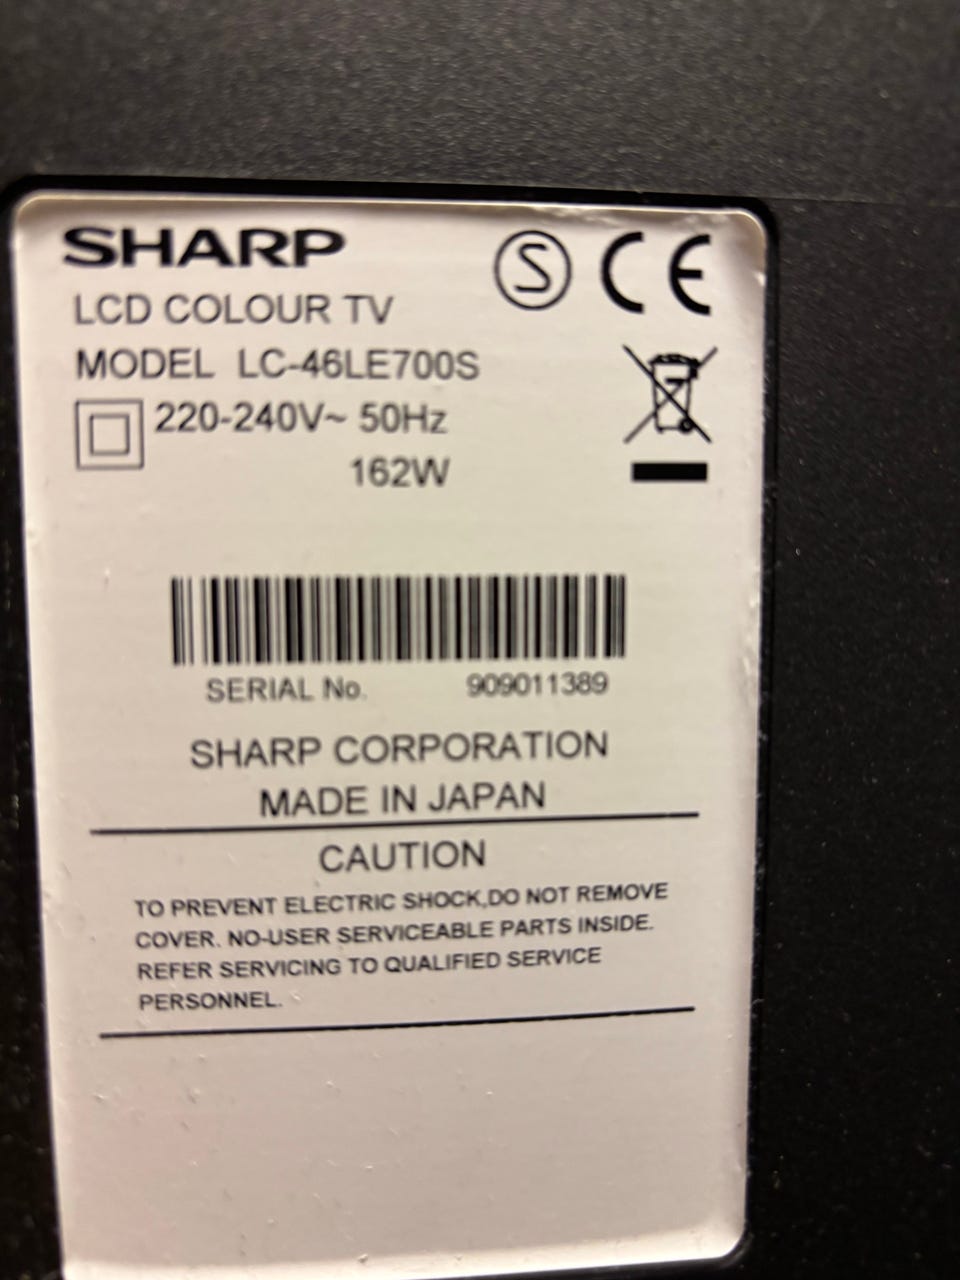 SHARP
LCD COLOUR TV
MODEL LC-46LE700S
220-240V~ 50Hz
162W
S CE
SERIAL No. 909011389
SHARP CORPORATION
MADE IN JAPAN
CAUTION
TO PREVENT ELECTRIC SHOCK,DO NOT REMOVE
COVER. NO-USER SERVICEABLE PARTS INSIDE.
REFER SERVICING TO QUALIFIED SERVICE
PERSONNEL.